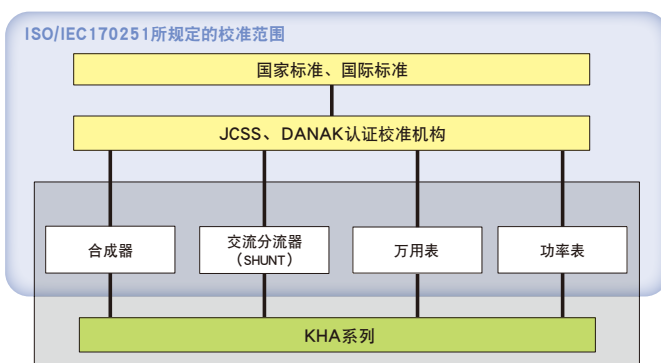 ISO/IEC170251所规定的校准范围
国家标准、国际标准
JCSS、DANAK认证校准机构
合成器
交流分流器
（SHUNT）
万用表
功率表
KHA系列